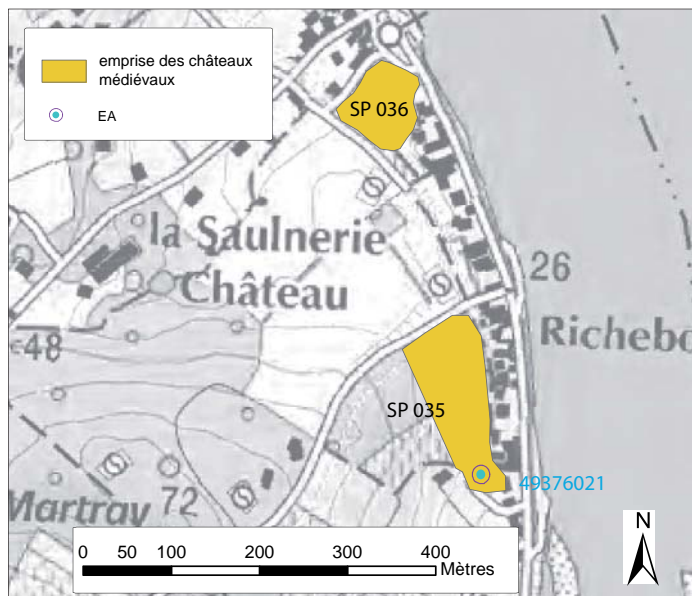 emprise des châteaux
médiévaux
EA
SP 036
la Saulnerie
Château
26
48
SP 035
49376021
Martray
72
N
0 50 100 200 300 400
Mètres